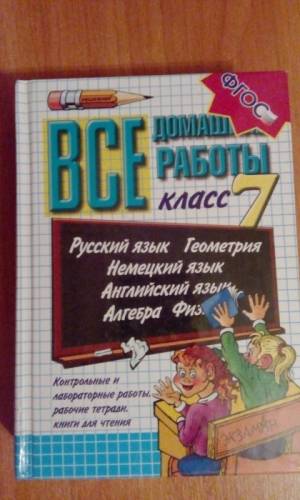 ФГОС
ВСЕ ДОМАШ
РАБОТЫ
класс 7
Русский язык Геометрия
Немецкий язык
Английский язык
Алгебра Физ
Контрольные и
лабораторные работы,
рабочие тетради,
книги для чтения